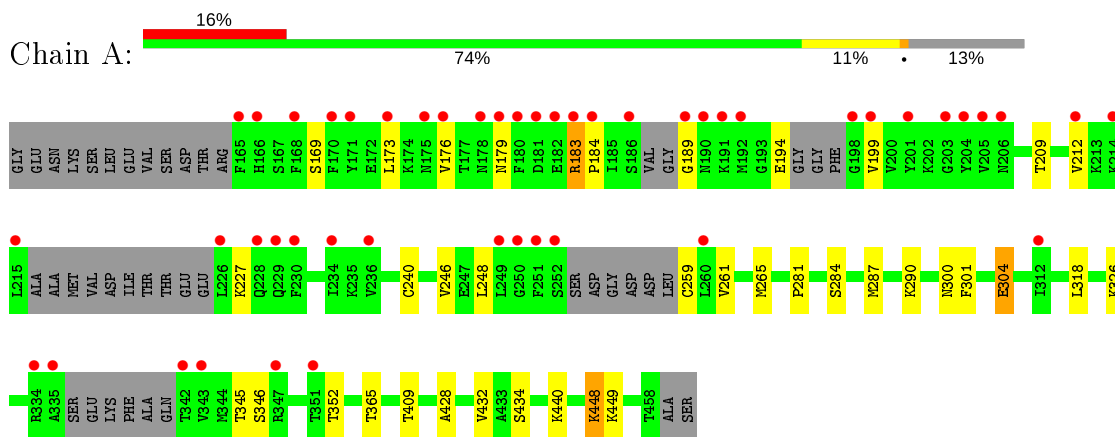 16%
Chain A:
74% 11% • 13%
GLY GLU ASN LYS SER LEU GLU VAL SER ASP THR ARG F165 H166 S167 F168 S169 F170 Y171 E172 L173 K174 N175 V176 T177 N178 N179 F180 D181 E182 R183 P184 I185 S186 VAL GLY G189 N190 K191 M192 G193 E194 GLY GLY PHE G198 V199 V200 Y201 K202 G203 Y204 V205 N206 T209 V212 K213 K214
L215 ALA ALA MET VAL ASP ILE THR THR GLU GLU L226 K227 Q228 Q229 F230 I234 K235 V236 C240 V246 E247 L248 L249 G250 F251 S252 SER ASP GLY ASP ASP LEU C259 L260 V261 M265 P281 S284 M287 K290 N300 F301 E304 I312 L318 K326
R334 A335 SER GLU LYS PHE ALA GLN T342 V343 M344 T345 S346 R347 T351 T352 T365 T409 A428 V432 A433 S434 K440 K448 K449 T458 ALA SER